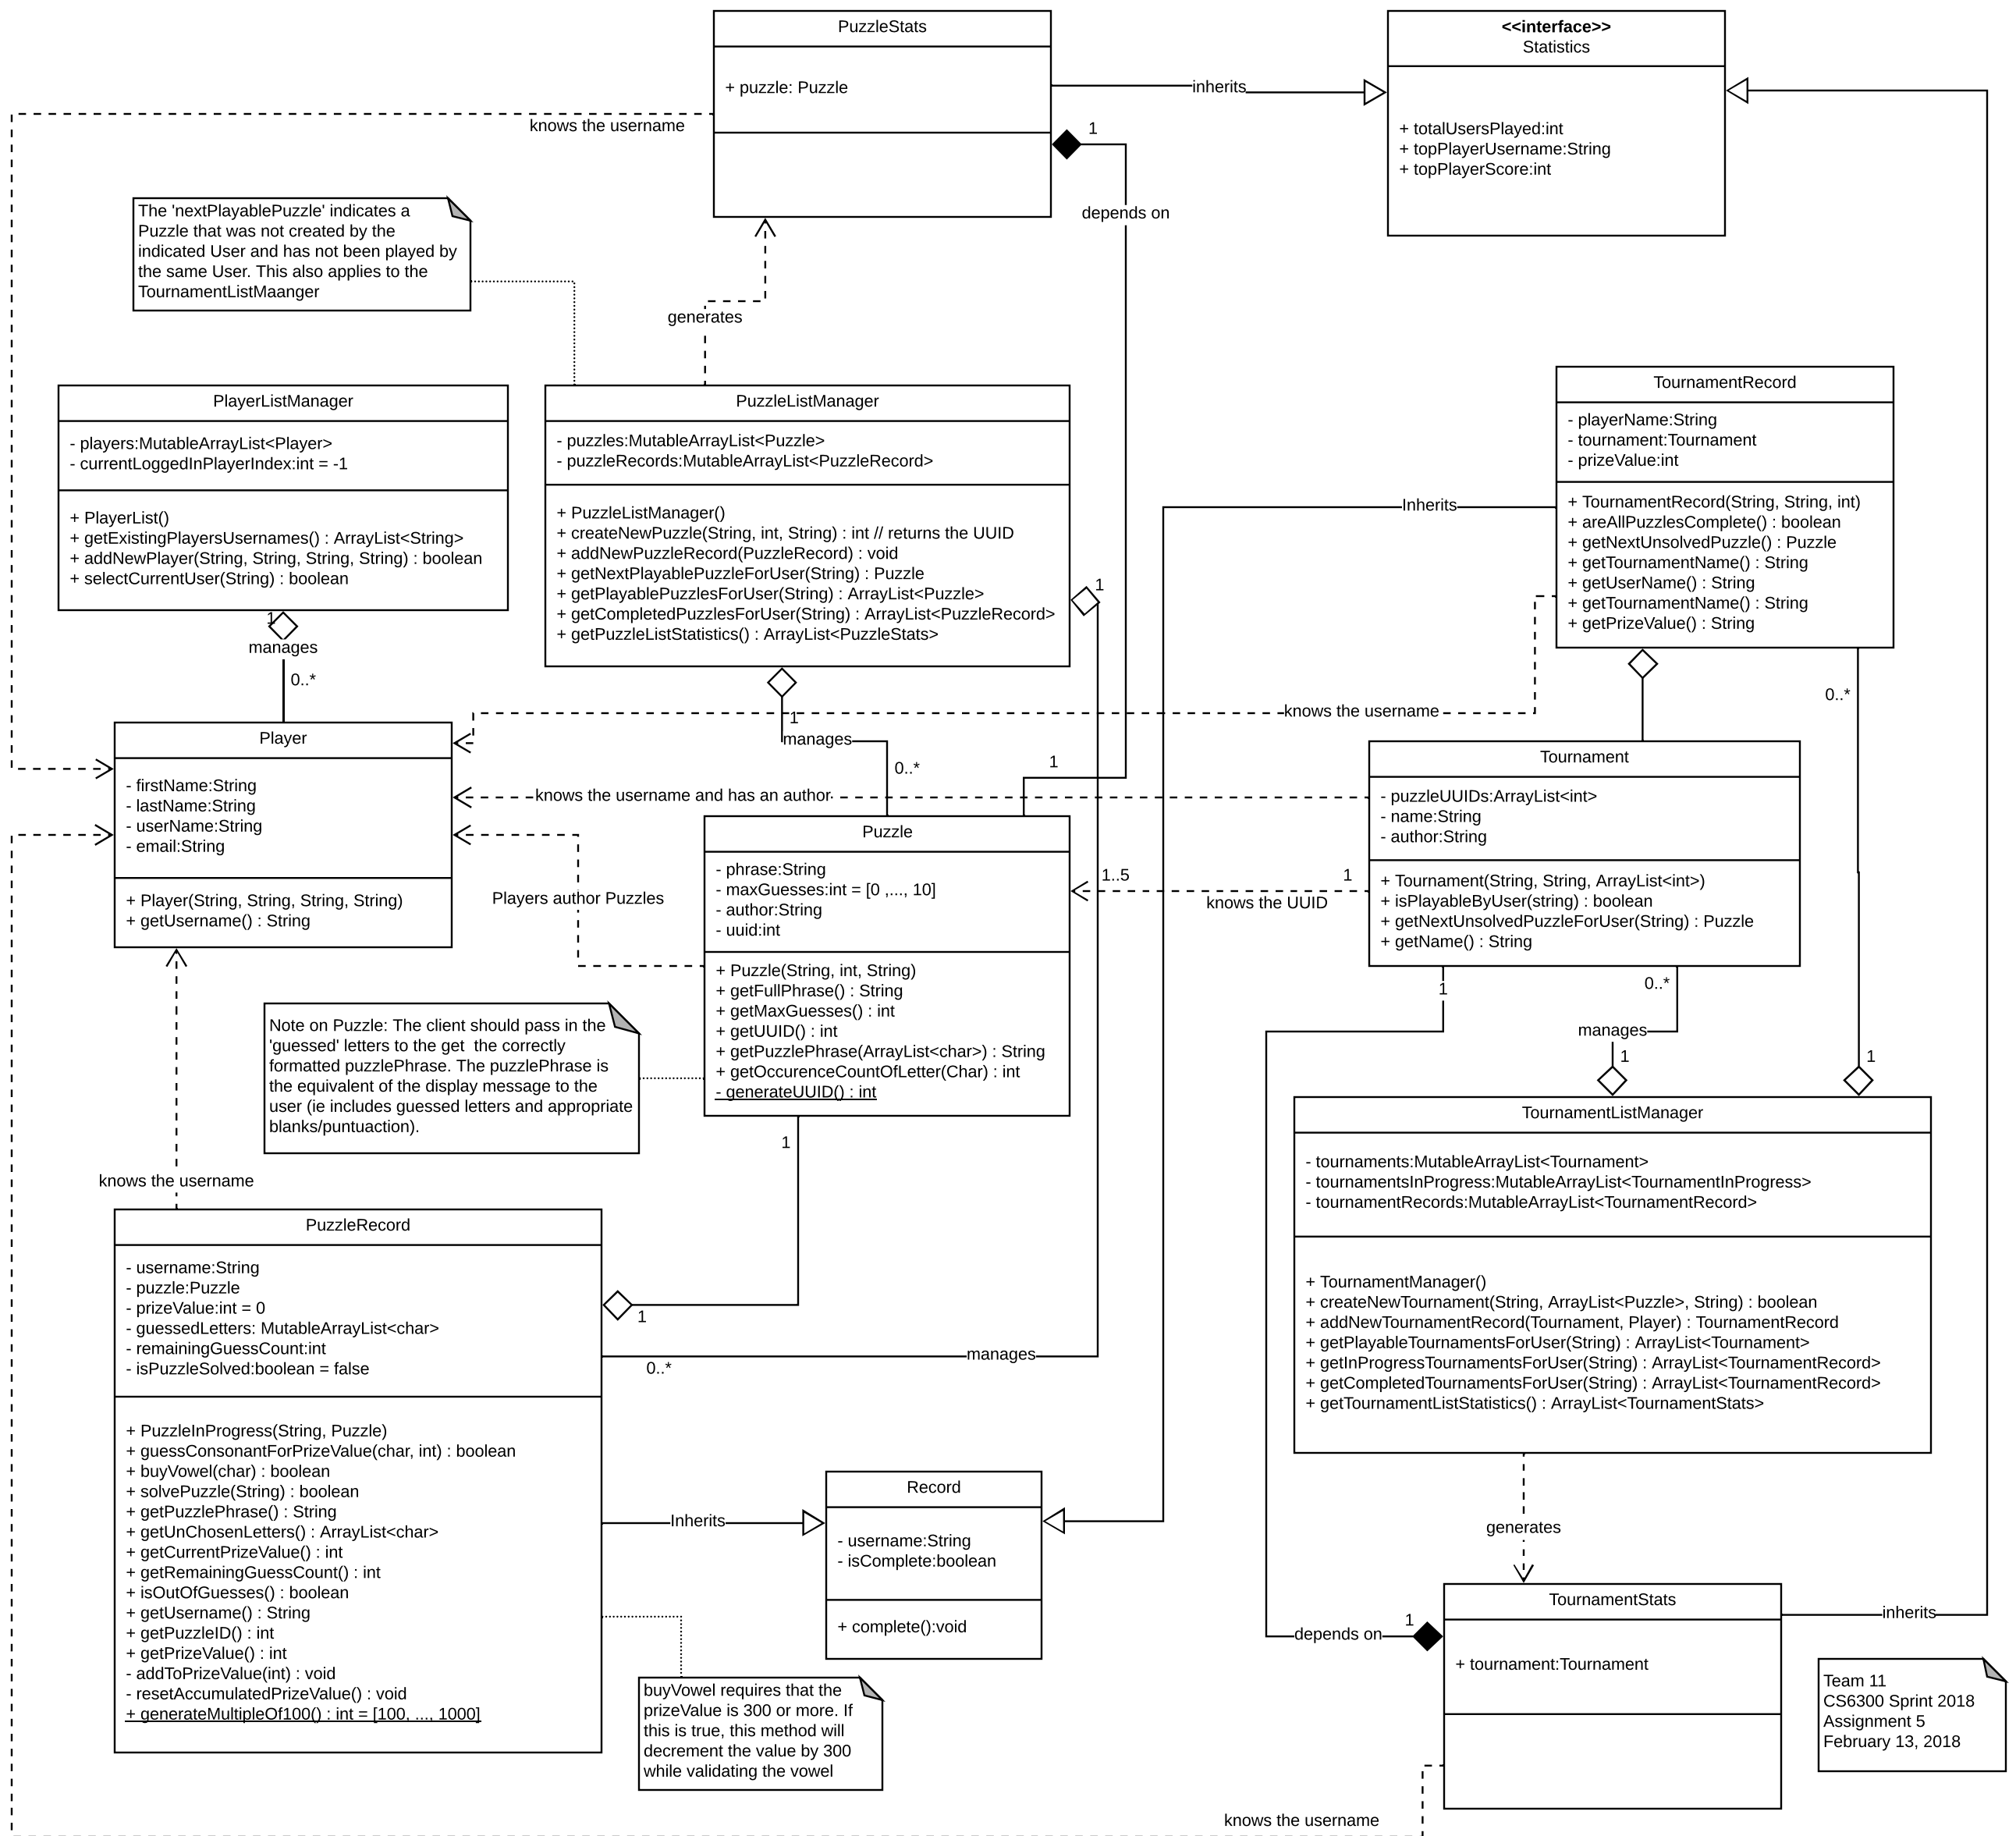 PuzzleStats
+ puzzle: Puzzle
<<interface>>
Statistics
+ totalUsersPlayed:int
+ topPlayerUsername:String
+ topPlayerScore:int
inherits
knows the username
1
depends on
The 'nextPlayablePuzzle' indicates a
Puzzle that was not created by the
indicated User and has not been played by
the same User. This also applies to the
TournamentListMaanger
generates
PlayerListManager
- players:MutableArrayList<Player>
- currentLoggedInPlayerIndex:int = -1
+ PlayerList()
+ getExistingPlayersUsernames() : ArrayList<String>
+ addNewPlayer(String, String, String, String) : boolean
+ selectCurrentUser(String) : boolean
1
manages
0..*
PuzzleListManager
- puzzles:MutableArrayList<Puzzle>
- puzzleRecords:MutableArrayList<PuzzleRecord>
+ PuzzleListManager()
+ createNewPuzzle(String, int, String) : int // returns the UUID
+ addNewPuzzleRecord(PuzzleRecord) : void
+ getNextPlayablePuzzleForUser(String) : Puzzle
+ getPlayablePuzzlesForUser(String) : ArrayList<Puzzle>
+ getCompletedPuzzlesForUser(String) : ArrayList<PuzzleRecord>
+ getPuzzleListStatistics() : ArrayList<PuzzleStats>
1
1
manages
0..*
1
TournamentRecord
- playerName:String
- tournament:Tournament
- prizeValue:int
+ TournamentRecord(String, String, int)
+ areAllPuzzlesComplete() : boolean
+ getNextUnsolvedPuzzle() : Puzzle
+ getTournamentName() : String
+ getUserName() : String
+ getTournamentName() : String
+ getPrizeValue() : String
Inherits
knows the username
0..*
Player
- firstName:String
- lastName:String
- userName:String
- email:String
+ Player(String, String, String, String)
+ getUsername() : String
knows the username and has an author
Players author Puzzles
Puzzle
- phrase:String
- maxGuesses:int = [0 ,..., 10]
- author:String
- uuid:int
+ Puzzle(String, int, String)
+ getFullPhrase() : String
+ getMaxGuesses() : int
+ getUUID() : int
+ getPuzzlePhrase(ArrayList<char>) : String
+ getOccurenceCountOfLetter(Char) : int
- generateUUID() : int
1..5
1
knows the UUID
Tournament
- puzzleUUIDs:ArrayList<int>
- name:String
- author:String
+ Tournament(String, String, ArrayList<int>)
+ isPlayableByUser(string) : boolean
+ getNextUnsolvedPuzzleForUser(String) : Puzzle
+ getName() : String
1
0..*
manages
1
1
Note on Puzzle: The client should pass in the
'guessed' letters to the get  the correctly
formatted puzzlePhrase. The puzzlePhrase is
the equivalent of the display message to the
user (ie includes guessed letters and appropriate
blanks/puntuaction).
1
knows the username
TournamentListManager
- tournaments:MutableArrayList<Tournament>
- tournamentsInProgress:MutableArrayList<TournamentInProgress>
- tournamentRecords:MutableArrayList<TournamentRecord>
+ TournamentManager()
+ createNewTournament(String, ArrayList<Puzzle>, String) : boolean
+ addNewTournamentRecord(Tournament, Player) : TournamentRecord
+ getPlayableTournamentsForUser(String) : ArrayList<Tournament>
+ getInProgressTournamentsForUser(String) : ArrayList<TournamentRecord>
+ getCompletedTournamentsForUser(String) : ArrayList<TournamentRecord>
+ getTournamentListStatistics() : ArrayList<TournamentStats>
PuzzleRecord
- username:String
- puzzle:Puzzle
- prizeValue:int = 0
- guessedLetters: MutableArrayList<char>
- remainingGuessCount:int
- isPuzzleSolved:boolean = false
+ PuzzleInProgress(String, Puzzle)
+ guessConsonantForPrizeValue(char, int) : boolean
+ buyVowel(char) : boolean
+ solvePuzzle(String) : boolean
+ getPuzzlePhrase() : String
+ getUnChosenLetters() : ArrayList<char>
+ getCurrentPrizeValue() : int
+ getRemainingGuessCount() : int
+ isOutOfGuesses() : boolean
+ getUsername() : String
+ getPuzzleID() : int
+ getPrizeValue() : int
- addToPrizeValue(int) : void
- resetAccumulatedPrizeValue() : void
+ generateMultipleOf100() : int = [100, ..., 1000]
1
0..*
manages
Inherits
Record
- username:String
- isComplete:boolean
+ complete():void
buyVowel requires that the
prizeValue is 300 or more. If
this is true, this method will
decrement the value by 300
while validating the vowel
generates
TournamentStats
+ tournament:Tournament
1
depends on
inherits
Team 11
CS6300 Sprint 2018
Assignment 5
February 13, 2018
knows the username